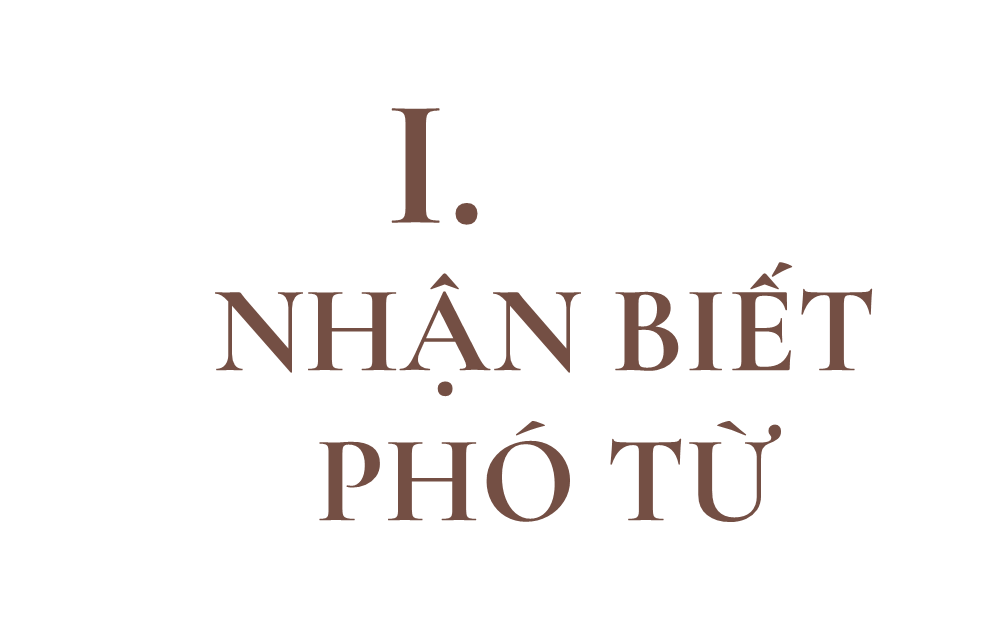 I.
NHẬN BIẾT
PHÓ TỪ